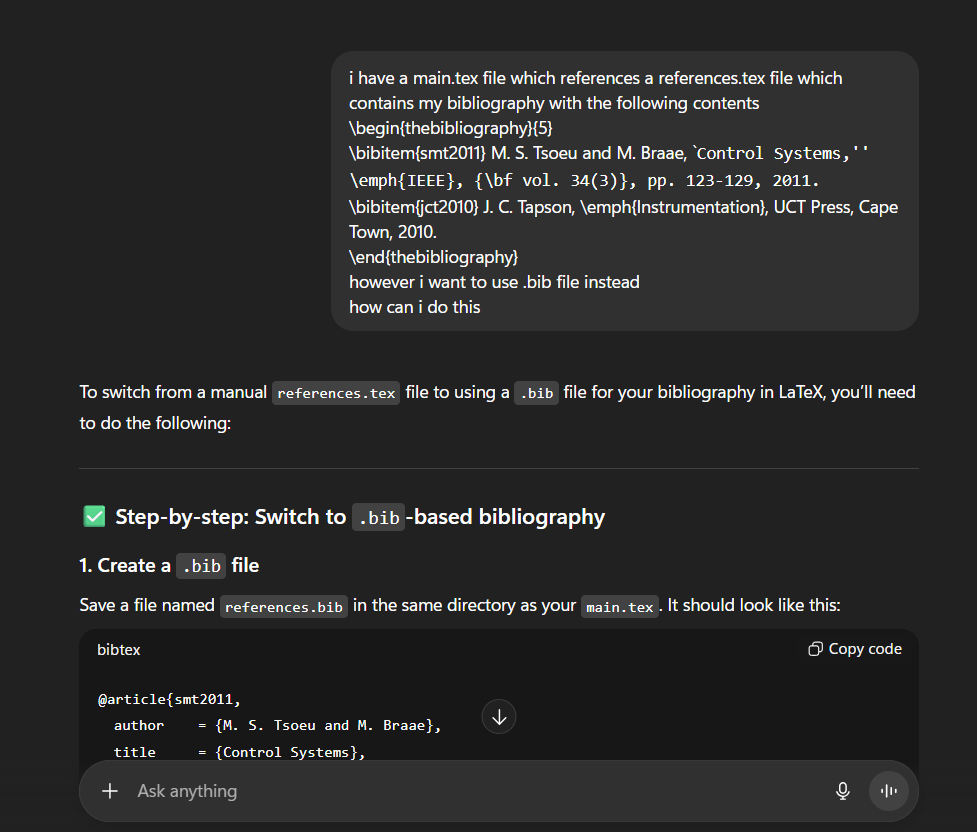 i have a main.tex file which references a references.tex file which
contains my bibliography with the following contents
\begin{thebibliography}{5}
\bibitem{smt2011} M. S. Tsoeu and M. Braae, `Control Systems,''
\emph{IEEE}, {\bf vol. 34(3)}, pp. 123-129, 2011.
\bibitem{jct2010} J. C. Tapson, \emph{Instrumentation}, UCT Press, Cape
Town, 2010.
\end{thebibliography}
however i want to use .bib file instead
how can i do this
To switch from a manual references.tex file to using a .bib file for your bibliography in LaTeX, you’ll need
to do the following:
Step-by-step: Switch to .bib-based bibliography
1. Create a .bib file
Save a file named references.bib in the same directory as your main.tex. It should look like this:
bibtex Copy code
@article{smt2011,
  author    = {M. S. Tsoeu and M. Braae},
  title     = {Control Systems},
Ask anything